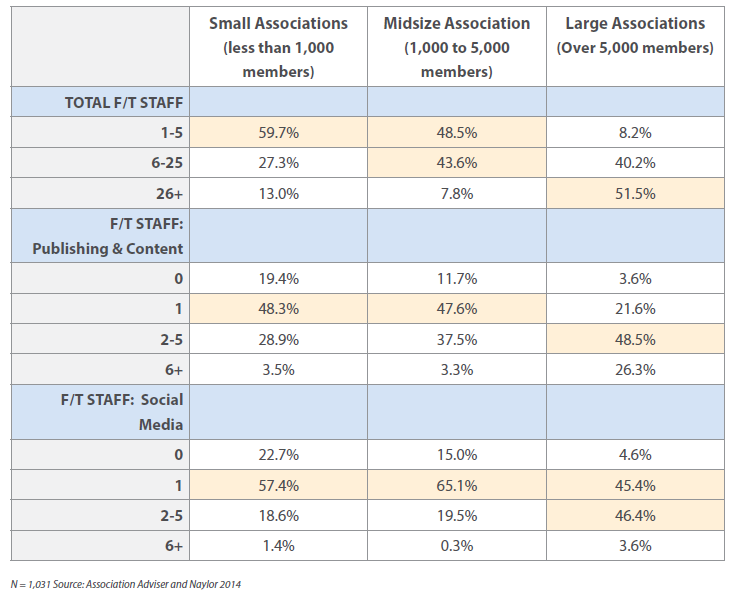 Small Associations Midsize Association Large Associations
(less than 1,000 (1,000 to 5,000 (Over 5,000 members)
members) members)
TOTAL F/T STAFF
1-5 59.7% 48.5% 8.2%
6-25 27.3% 43.6% 40.2%
26+ 13.0% 7.8% 51.5%
F/T STAFF:
Publishing & Content
0 19.4% 11.7% 3.6%
1 48.3% 47.6% 21.6%
2-5 28.9% 37.5% 48.5%
6+ 3.5% 3.3% 26.3%
F/T STAFF: Social
Media
0 22.7% 15.0% 4.6%
1 57.4% 65.1% 45.4%
2-5 18.6% 19.5% 46.4%
6+ 1.4% 0.3% 3.6%
N = 1,031 Source: Association Adviser and Naylor 2014